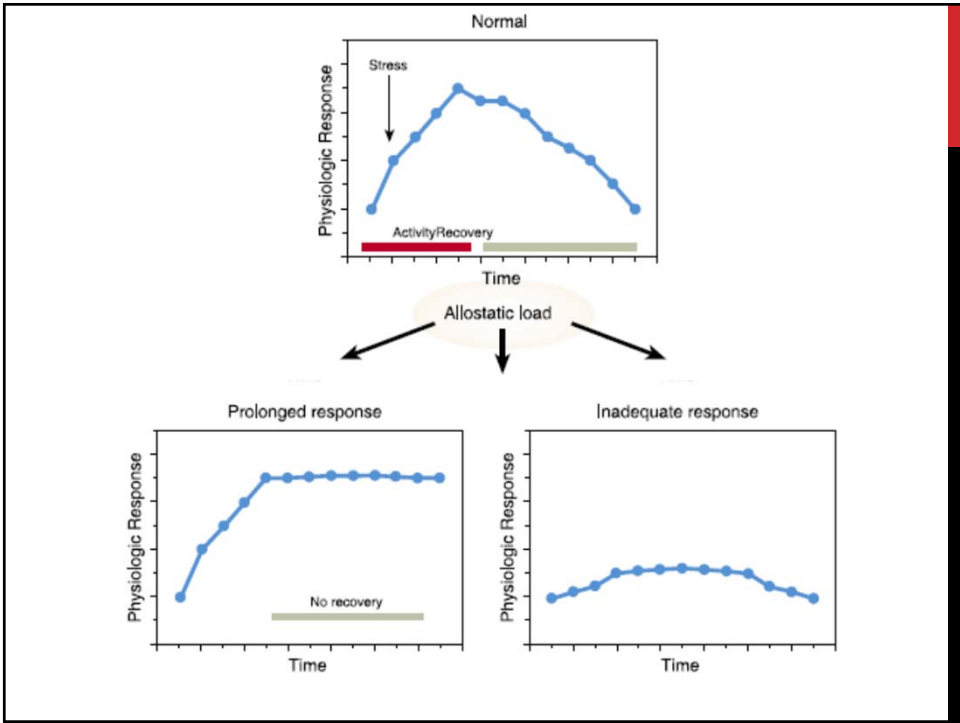 Normal
Stress
Physiologic Response
ActivityRecovery
Time
Allostatic load
Prolonged response
Inadequate response
Physiologic Response
No recovery
Time
Physiologic Response
Time